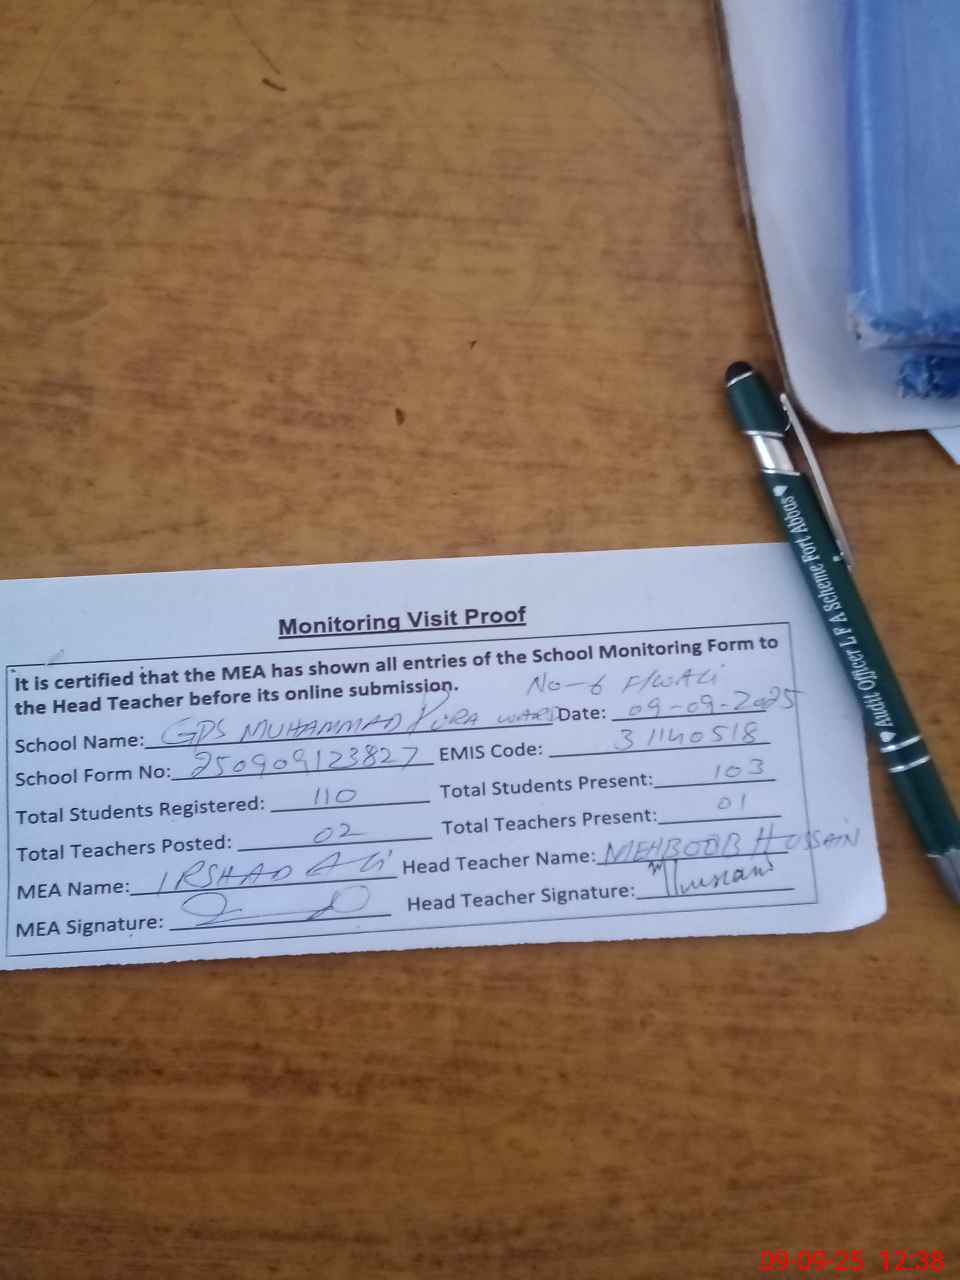 Monitoring Visit Proof
It is certified that the MEA has shown all entries of the School Monitoring Form to
the Head Teacher before its online submission.
No-6 F/WALi
School Name: GPS MUHAMMAD PURA WARD Date: 09-09-2025
School Form No: 250909123827 EMIS Code: 31140518
Total Students Registered: 110 Total Students Present: 103
Total Teachers Posted: 02 Total Teachers Present: 01
MEA Name: IRSHAD ALi Head Teacher Name: MEHBOOB HUSSAIN
MEA Signature: Head Teacher Signature:
Audit Officer L F A Scheme Fort Abbas
09-09-25 12:38